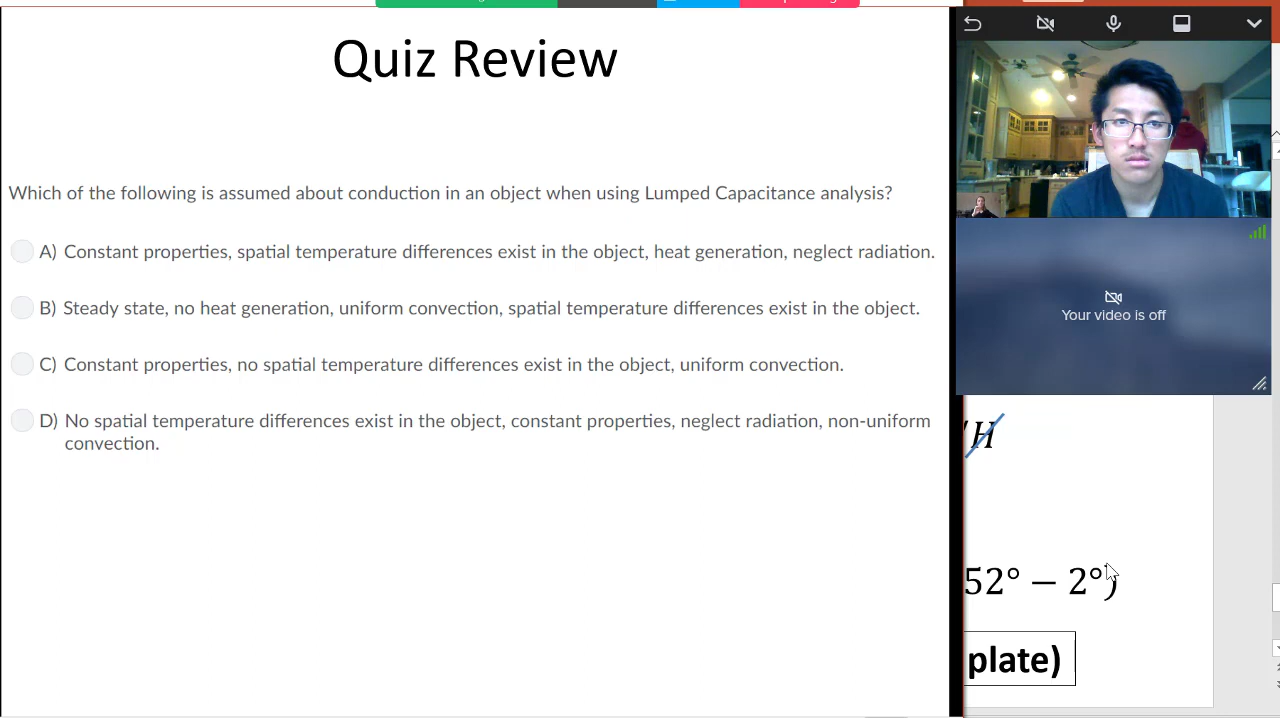 Quiz Review
Which of the following is assumed about conduction in an object when using Lumped Capacitance analysis?
A) Constant properties, spatial temperature differences exist in the object, heat generation, neglect radiation.
B) Steady state, no heat generation, uniform convection, spatial temperature differences exist in the object.
C) Constant properties, no spatial temperature differences exist in the object, uniform convection.
D) No spatial temperature differences exist in the object, constant properties, neglect radiation, non-uniform
convection.
Your video is off
H
52° − 2°)
plate)